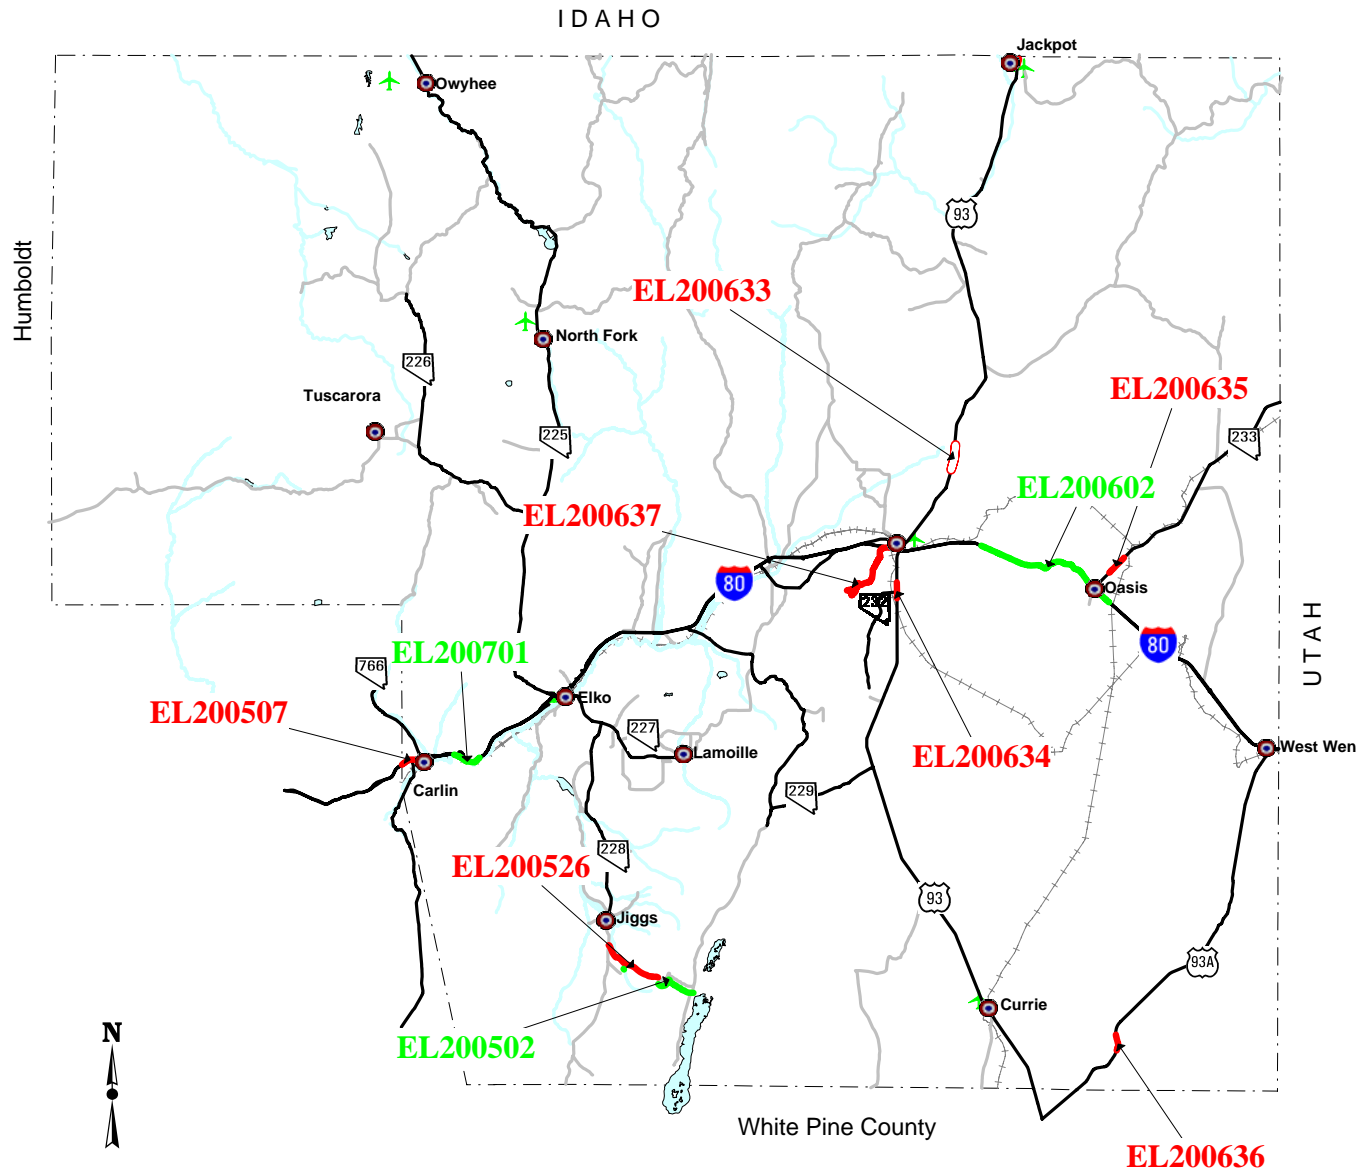 IDAHO
Jackpot
Owyhee
93
Humboldt
EL200633
North Fork
226
EL200635
Tuscarora
225
233
EL200602
EL200637
80
Oasis
232
UTAH
80
EL200701
766
Elko
EL200507
227
West Wen
Lamoille
EL200634
Carlin
229
228
EL200526
93
Jiggs
93A
Currie
N
EL200502
White Pine County
EL200636